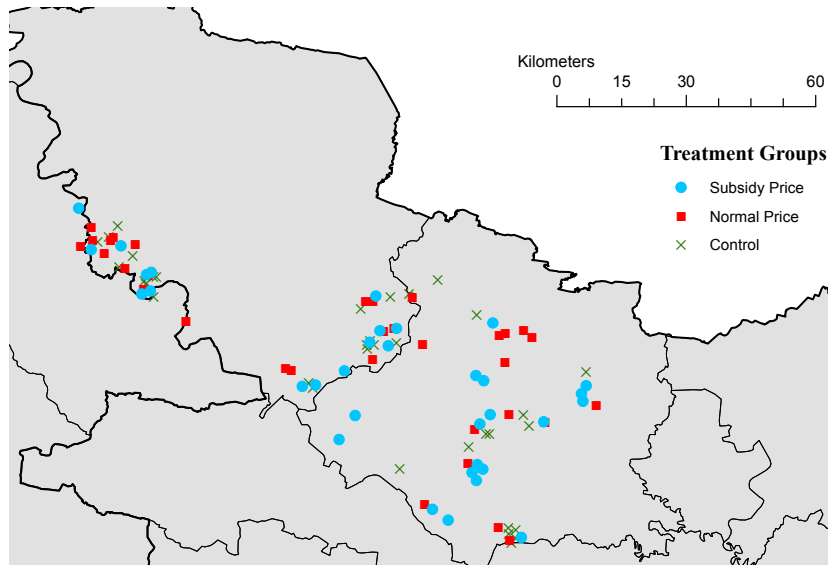 Kilometers
0 15 30 60
Treatment Groups
Subsidy Price
Normal Price
Control